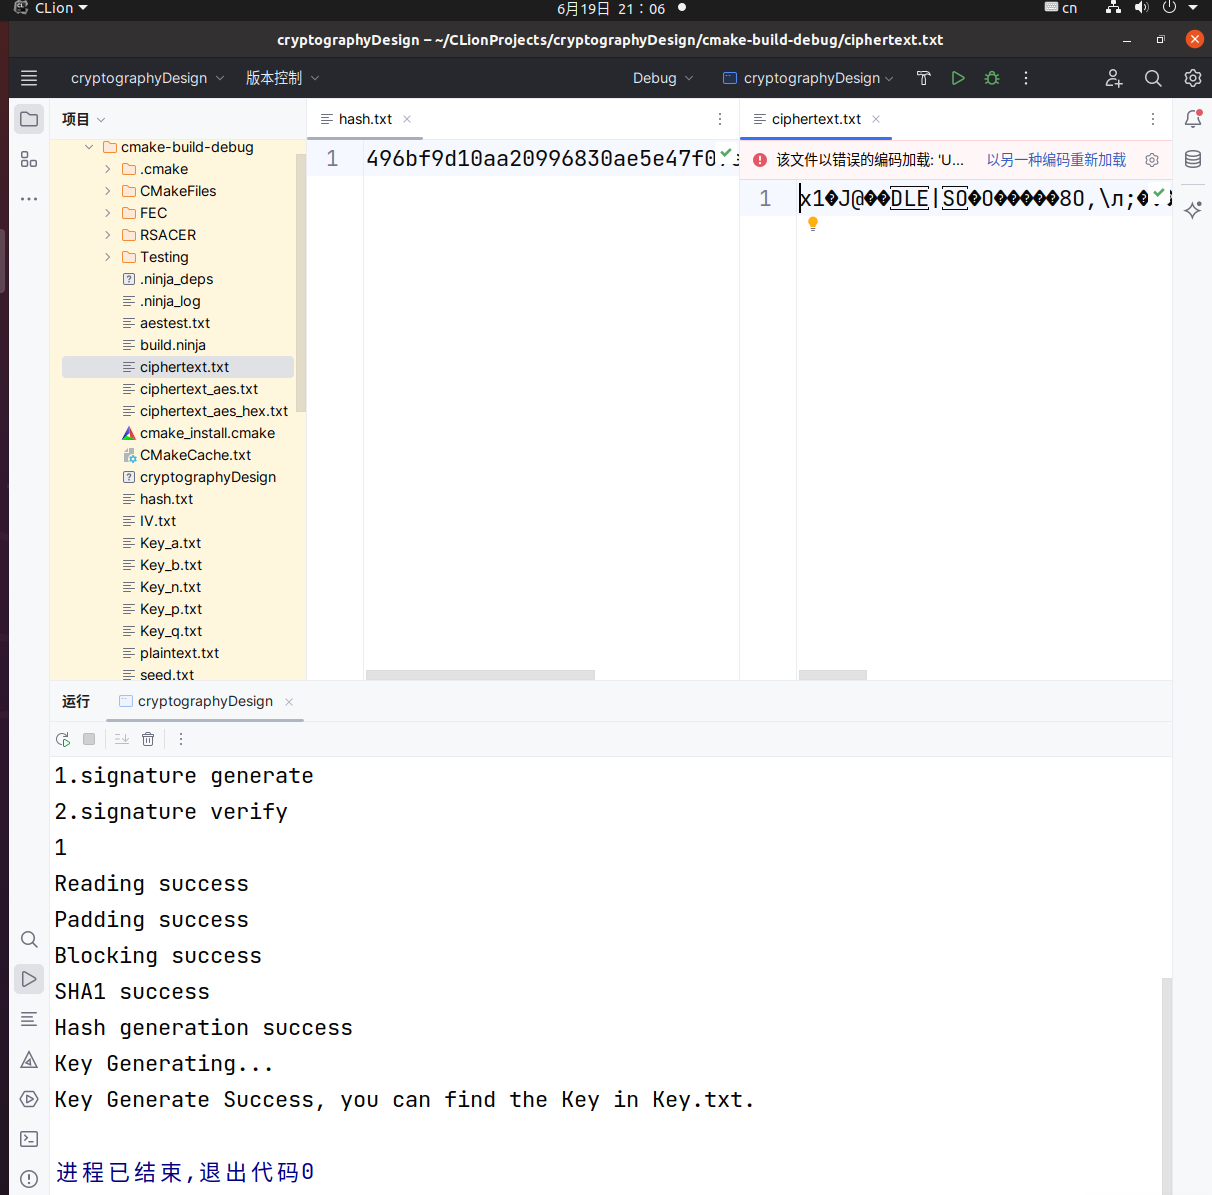 CLion
6月19日 21：06
cn
cryptographyDesign – ~/CLionProjects/cryptographyDesign/cmake-build-debug/ciphertext.txt
cryptographyDesign
版本控制
Debug
cryptographyDesign
项目
hash.txt
ciphertext.txt
cmake-build-debug
.cmake
CMakeFiles
FEC
RSACER
Testing
.ninja_deps
.ninja_log
aestest.txt
build.ninja
ciphertext.txt
ciphertext_aes.txt
ciphertext_aes_hex.txt
cmake_install.cmake
CMakeCache.txt
cryptographyDesign
hash.txt
IV.txt
Key_a.txt
Key_b.txt
Key_n.txt
Key_p.txt
Key_q.txt
plaintext.txt
seed.txt
1 496bf9d10aa20996830ae5e47f0
该文件以错误的编码加载: 'U... 以另一种编码重新加载
1 x1�J@��DLE|SO�O�����8O,\л;�
运行
cryptographyDesign
1.signature generate
2.signature verify
1
Reading success
Padding success
Blocking success
SHA1 success
Hash generation success
Key Generating...
Key Generate Success, you can find the Key in Key.txt.
进程已结束,退出代码0